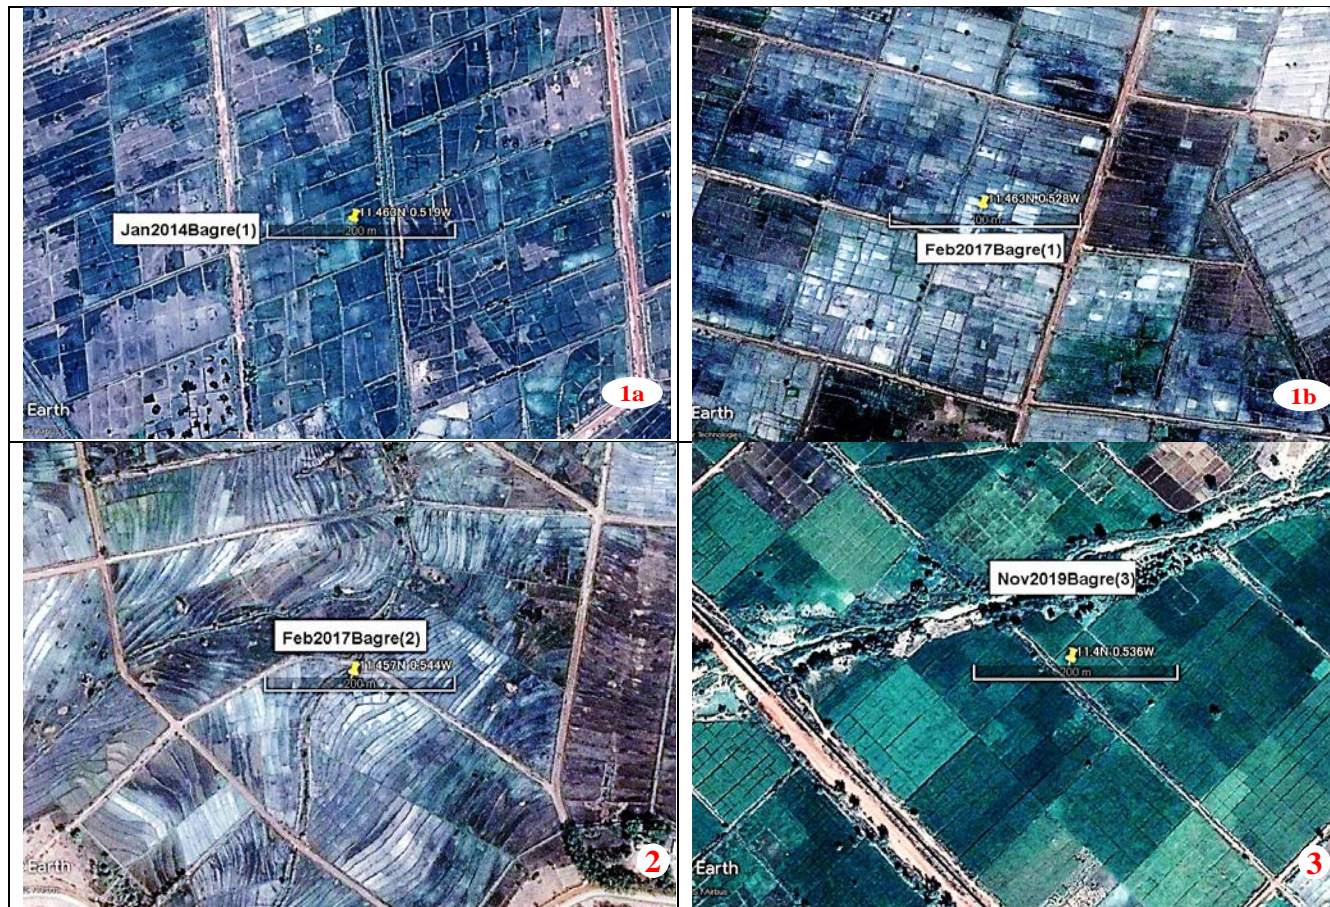 11.463N 0.519W
Jan2014Bagre(1)
200 m
1a
Earth
11.463N 0.528W
Feb2017Bagre(1)
1b
Earth
Feb2017Bagre(2)
11.457N 0.544W
200 m
2
Earth
Nov2019Bagre(3)
11.4N 0.536W
200 m
3
Earth